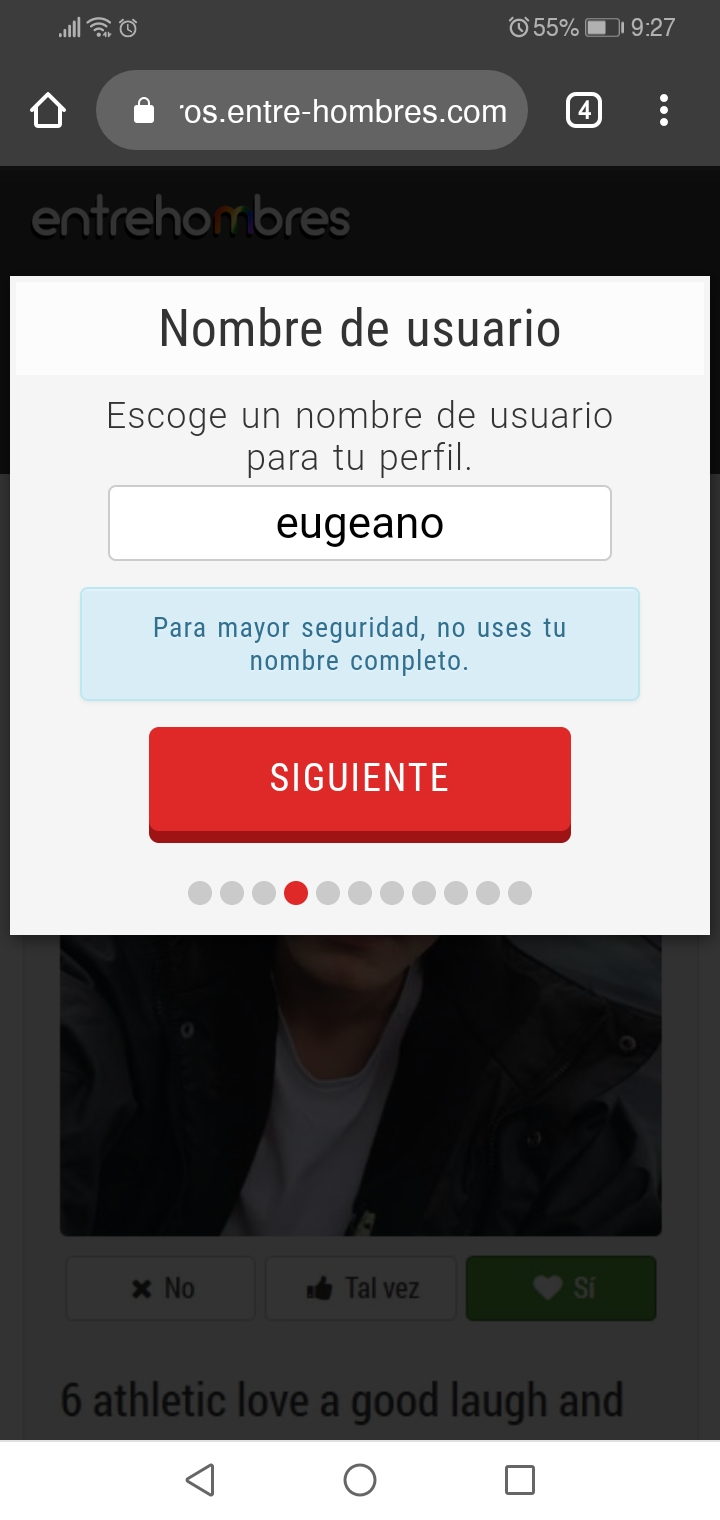 55% 9:27
ros.entre-hombres.com
4
entrehombres
Nombre de usuario
Escoge un nombre de usuario
para tu perfil.
eugeano
Para mayor seguridad, no uses tu
nombre completo.
SIGUIENTE
No Tal vez Sí
6 athletic love a good laugh and